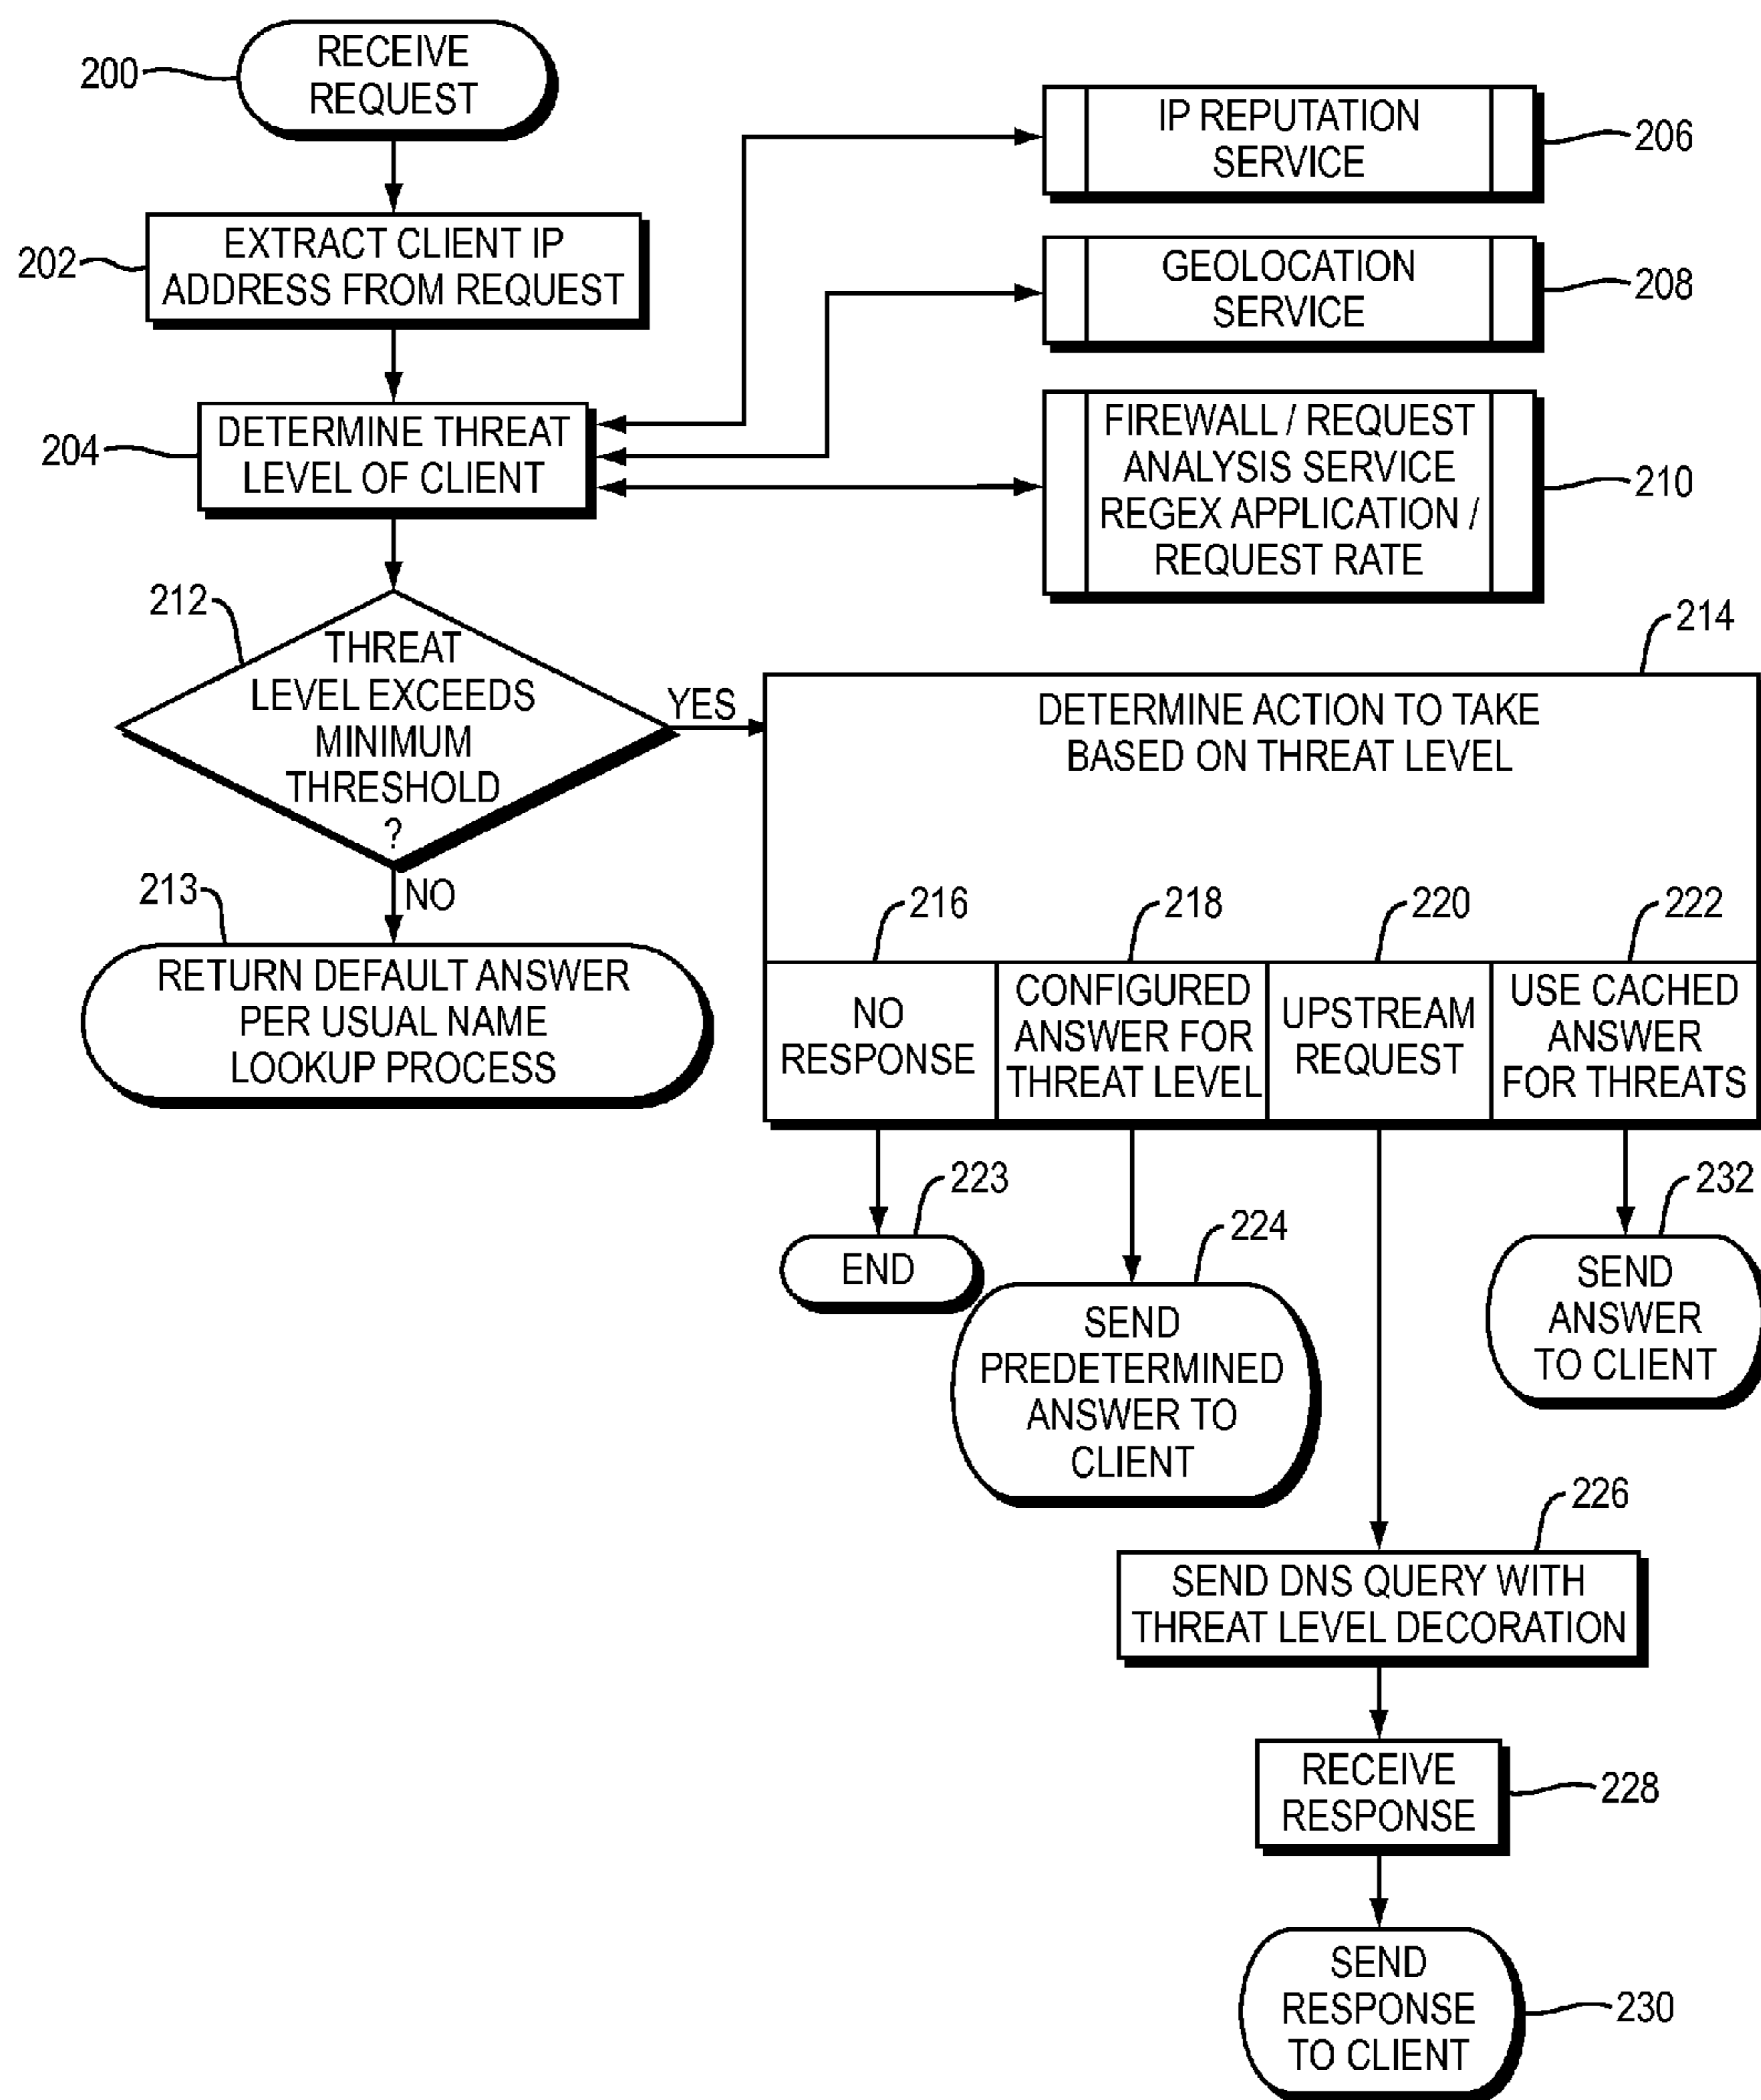 200
RECEIVE
REQUEST
202
EXTRACT CLIENT IP
ADDRESS FROM REQUEST
204
DETERMINE THREAT
LEVEL OF CLIENT
IP REPUTATION
SERVICE
206
GEOLOCATION
SERVICE
208
FIREWALL / REQUEST
ANALYSIS SERVICE
REGEX APPLICATION /
REQUEST RATE
210
212
THREAT
LEVEL EXCEEDS
MINIMUM
THRESHOLD
?
YES
NO
213
RETURN DEFAULT ANSWER
PER USUAL NAME
LOOKUP PROCESS
214
DETERMINE ACTION TO TAKE
BASED ON THREAT LEVEL
216
NO
RESPONSE
218
CONFIGURED
ANSWER FOR
THREAT LEVEL
220
UPSTREAM
REQUEST
222
USE CACHED
ANSWER
FOR THREATS
223
END
224
SEND
PREDETERMINED
ANSWER TO
CLIENT
232
SEND
ANSWER
TO CLIENT
226
SEND DNS QUERY WITH
THREAT LEVEL DECORATION
RECEIVE
RESPONSE
228
SEND
RESPONSE
TO CLIENT
230